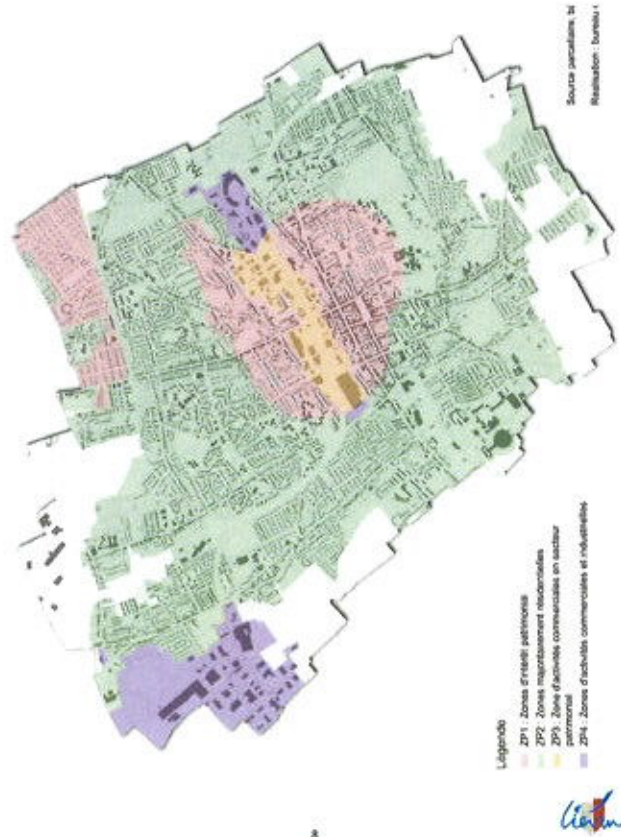 Source parcellaire
Réalisation : bureau
Légende
ZP1 : Zones d'intérêt patrimonial
ZP2 : Zones majoritairement résidentielles
ZP3 : Zone d'activités commerciales en secteur
patrimonial
ZP4 : Zones d'activités commerciales et industrielles
Liévin